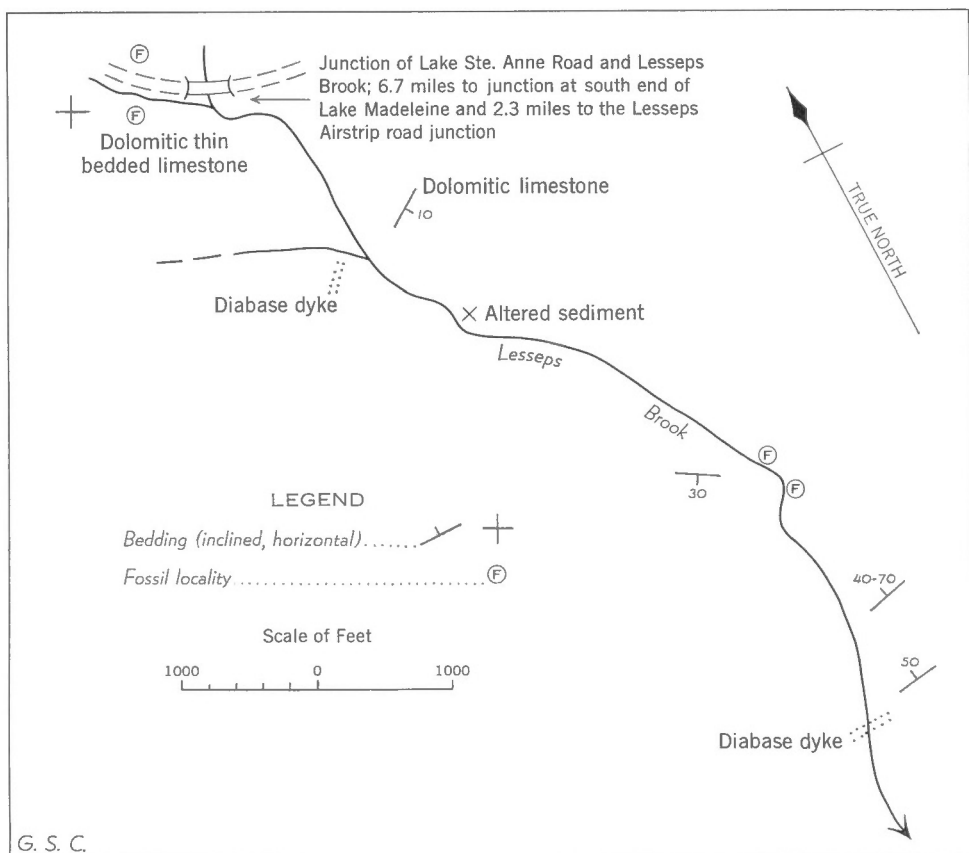 Ⓕ
Junction of Lake Ste. Anne Road and Lesseps
Brook; 6.7 miles to junction at south end of
Lake Madeleine and 2.3 miles to the Lesseps
Airstrip road junction
Ⓕ
Dolomitic thin
bedded limestone
Dolomitic limestone
10
TRUE NORTH
Diabase dyke
Altered sediment
Lesseps
Brook
Ⓕ
Ⓕ
30
LEGEND
Bedding (inclined, horizontal)......
Fossil locality........................Ⓕ
40-70
Scale of Feet
1000 0 1000
50
Diabase dyke
G. S. C.